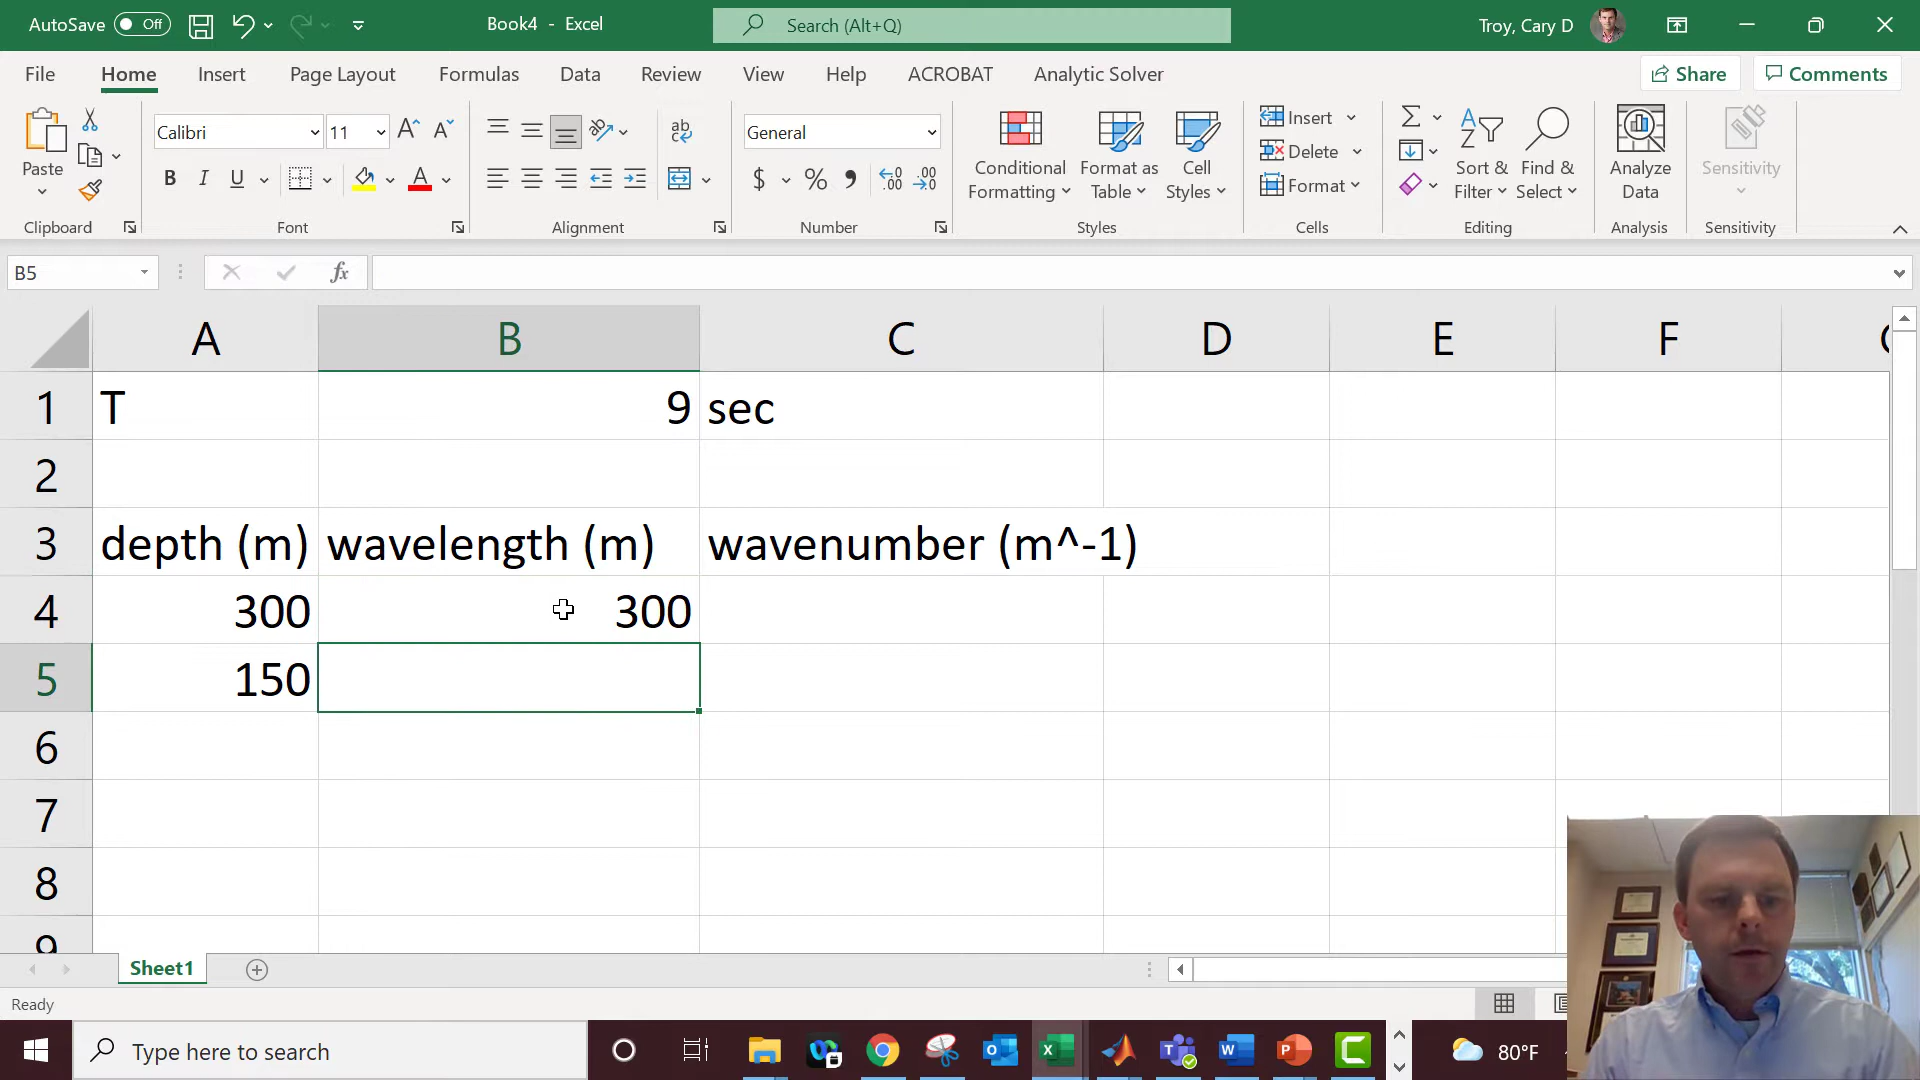 AutoSave Off Book4 - Excel Search (Alt+Q) Troy, Cary D
File Home Insert Page Layout Formulas Data Review View Help ACROBAT Analytic Solver Share Comments
Paste Calibri 11 General Conditional Formatting Format as Table Cell Styles Insert Delete Format Sort & Filter Find & Select Analyze Data Sensitivity
Clipboard Font Alignment Number Styles Cells Editing Analysis Sensitivity
B5 fx
A B C D E F
1 T 9 sec
2
3 depth (m) wavelength (m) wavenumber (m^-1)
4 300 300
5 150
6
7
8
9
Sheet1
Ready
Type here to search 80°F